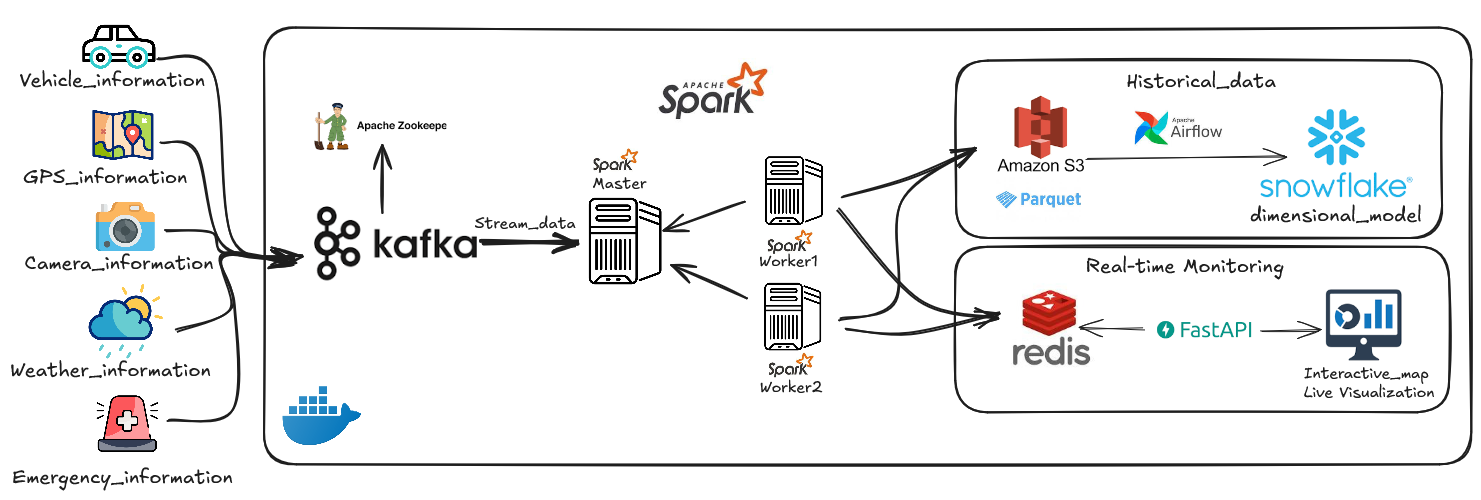 Vehicle_information
GPS_information
Camera_information
Weather_information
Emergency_information
Apache Zookeepe
kafka
Stream_data
APACHE
Spark
Spark
Master
Spark
Worker1
Spark
Worker2
Historical_data
Amazon S3
Parquet
Apache
Airflow
snowflake®
dimensional_model
Real-time Monitoring
redis
FastAPI
Interactive_map
Live Visualization